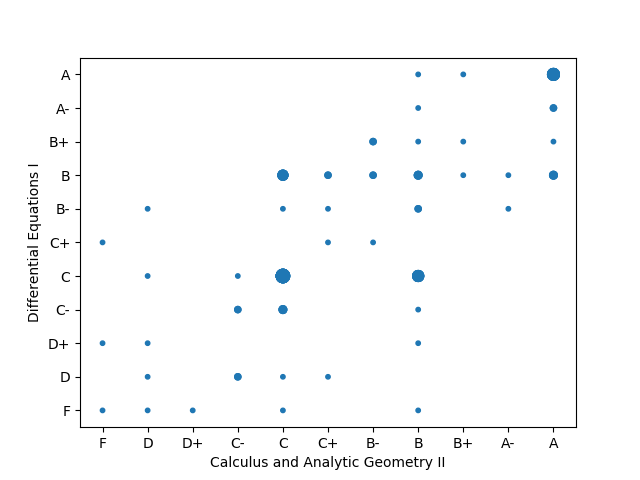 Differential Equations I
A
A-
B+
B
B-
C+
C
C-
D+
D
F
F D D+ C- C C+ B- B B+ A- A
Calculus and Analytic Geometry II